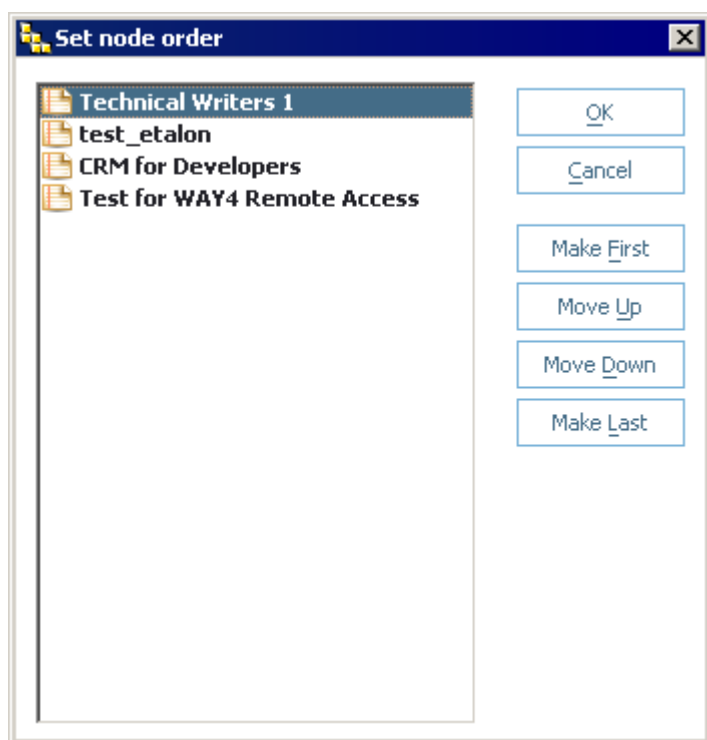 Set node order
Technical Writers 1
test_etalon
CRM for Developers
Test for WAY4 Remote Access
OK
Cancel
Make First
Move Up
Move Down
Make Last